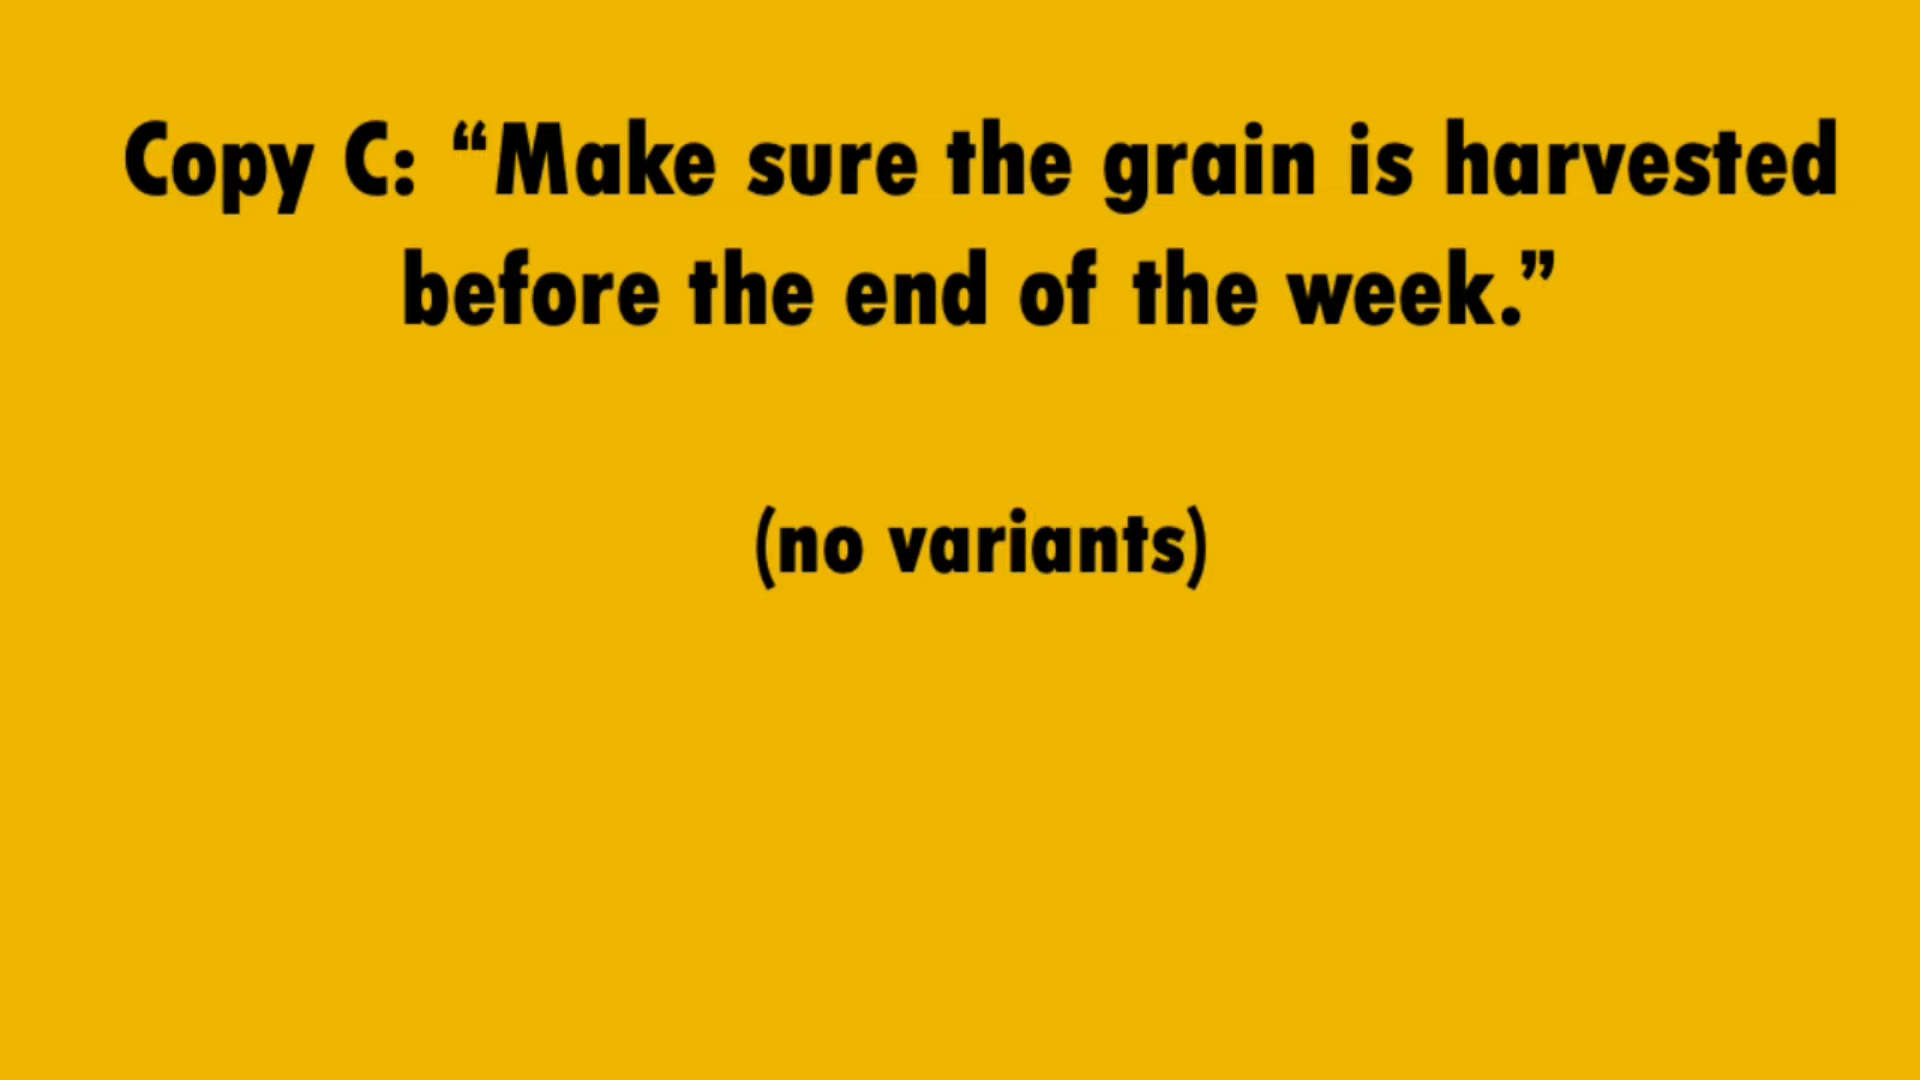 Copy C: “Make sure the grain is harvested
before the end of the week.”
(no variants)